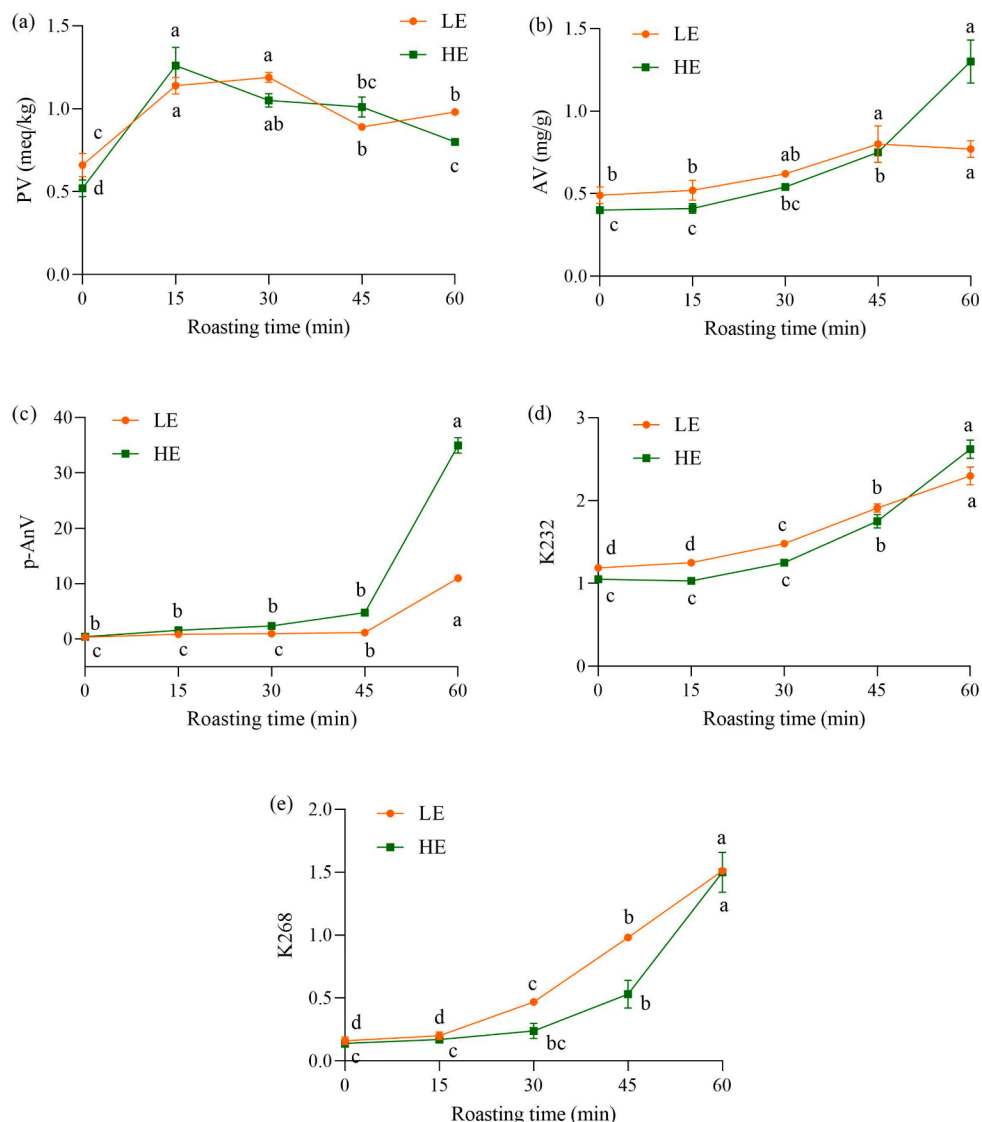 (a)
LE
HE
PV (meq/kg)
1.5
1.0
0.5
0.0
c
d
a
a
a
ab
bc
b
b
c
0 15 30 45 60
Roasting time (min)
(b)
LE
HE
AV (mg/g)
1.5
1.0
0.5
0.0
b
c
b
c
ab
bc
a
b
a
a
0 15 30 45 60
Roasting time (min)
(c)
LE
HE
p-AnV
40
30
20
10
0
b
c
b
c
b
c
b
b
a
a
0 15 30 45 60
Roasting time (min)
(d)
LE
HE
K232
3
2
1
0
d
c
d
c
c
c
b
b
a
a
0 15 30 45 60
Roasting time (min)
(e)
LE
HE
K268
2.0
1.5
1.0
0.5
0.0
d
c
d
c
c
bc
b
b
a
a
0 15 30 45 60
Roasting time (min)